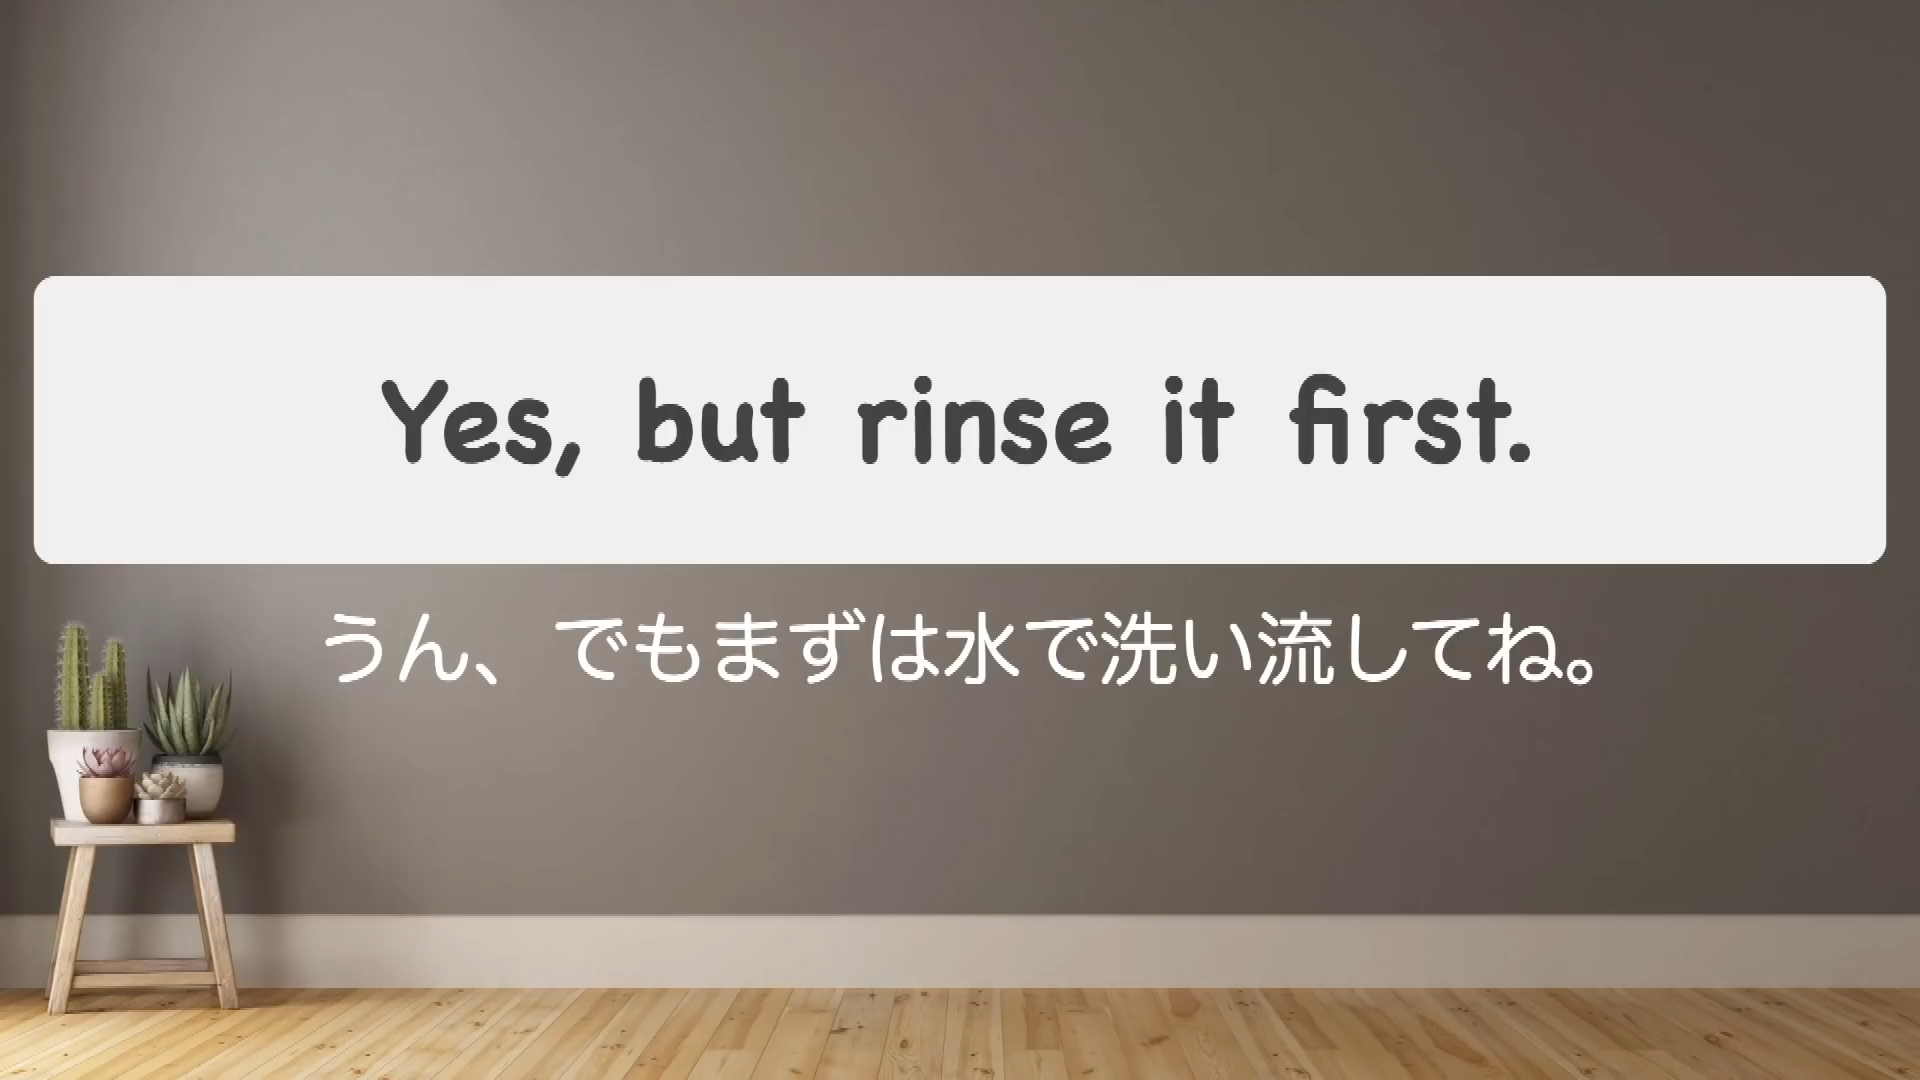 Yes, but rinse it first.
うん、でもまずは水で洗い流してね。